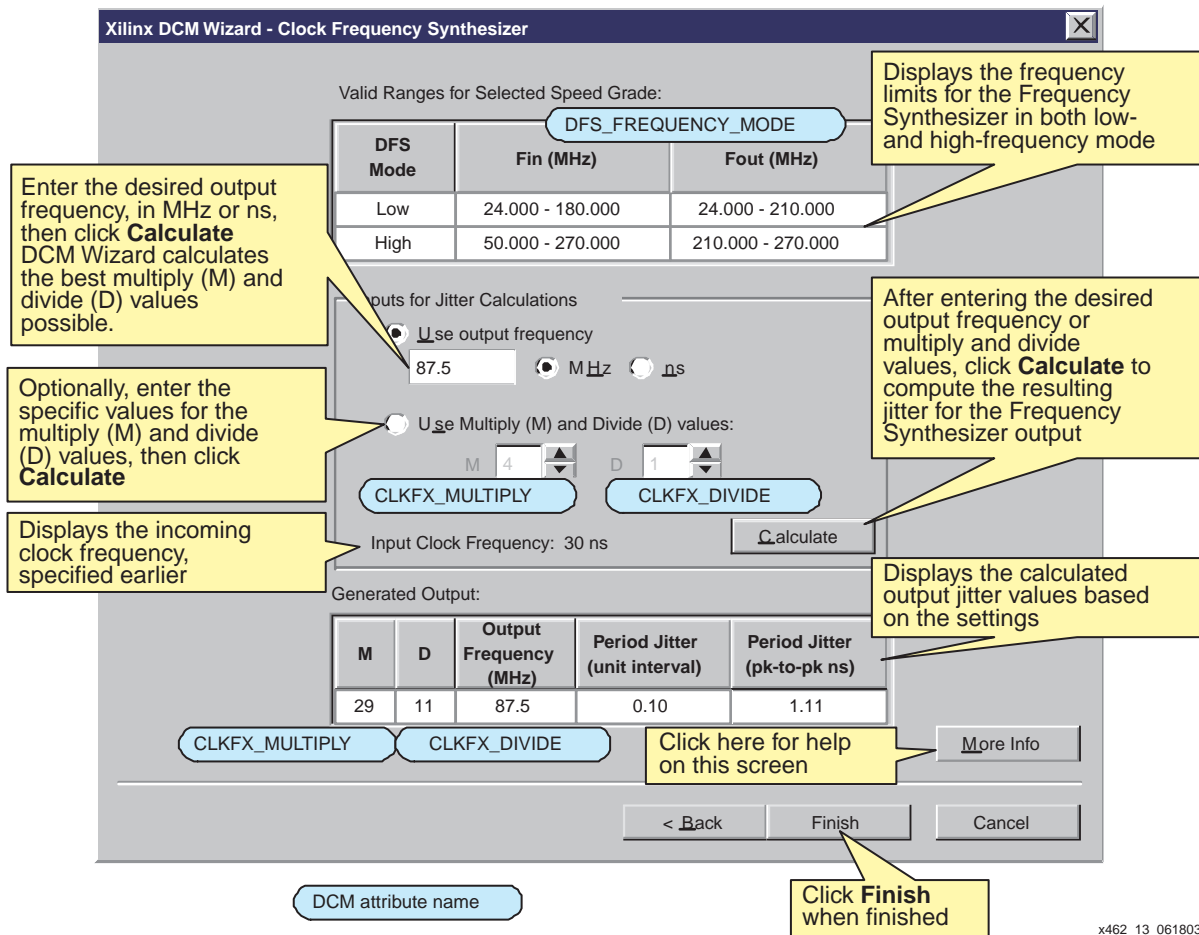 Xilinx DCM Wizard - Clock Frequency Synthesizer
Valid Ranges for Selected Speed Grade:
DFS_FREQUENCY_MODE
DFS
Mode
Fin (MHz)
Fout (MHz)
Low
24.000 - 180.000
24.000 - 210.000
High
50.000 - 270.000
210.000 - 270.000
Displays the frequency
limits for the Frequency
Synthesizer in both low-
and high-frequency mode
Enter the desired output
frequency, in MHz or ns,
then click Calculate
DCM Wizard calculates
the best multiply (M) and
divide (D) values
possible.
puts for Jitter Calculations
Use output frequency
87.5
MHz
ns
After entering the desired
output frequency or
multiply and divide
values, click Calculate to
compute the resulting
jitter for the Frequency
Synthesizer output
Optionally, enter the
specific values for the
multiply (M) and divide
(D) values, then click
Calculate
Use Multiply (M) and Divide (D) values:
M
4
D
1
CLKFX_MULTIPLY
CLKFX_DIVIDE
Displays the incoming
clock frequency,
specified earlier
Input Clock Frequency: 30 ns
Calculate
Displays the calculated
output jitter values based
on the settings
Generated Output:
M
D
Output
Frequency
(MHz)
Period Jitter
(unit interval)
Period Jitter
(pk-to-pk ns)
29
11
87.5
0.10
1.11
CLKFX_MULTIPLY
CLKFX_DIVIDE
Click here for help
on this screen
More Info
< Back
Finish
Cancel
DCM attribute name
Click Finish
when finished
x462_13_061803